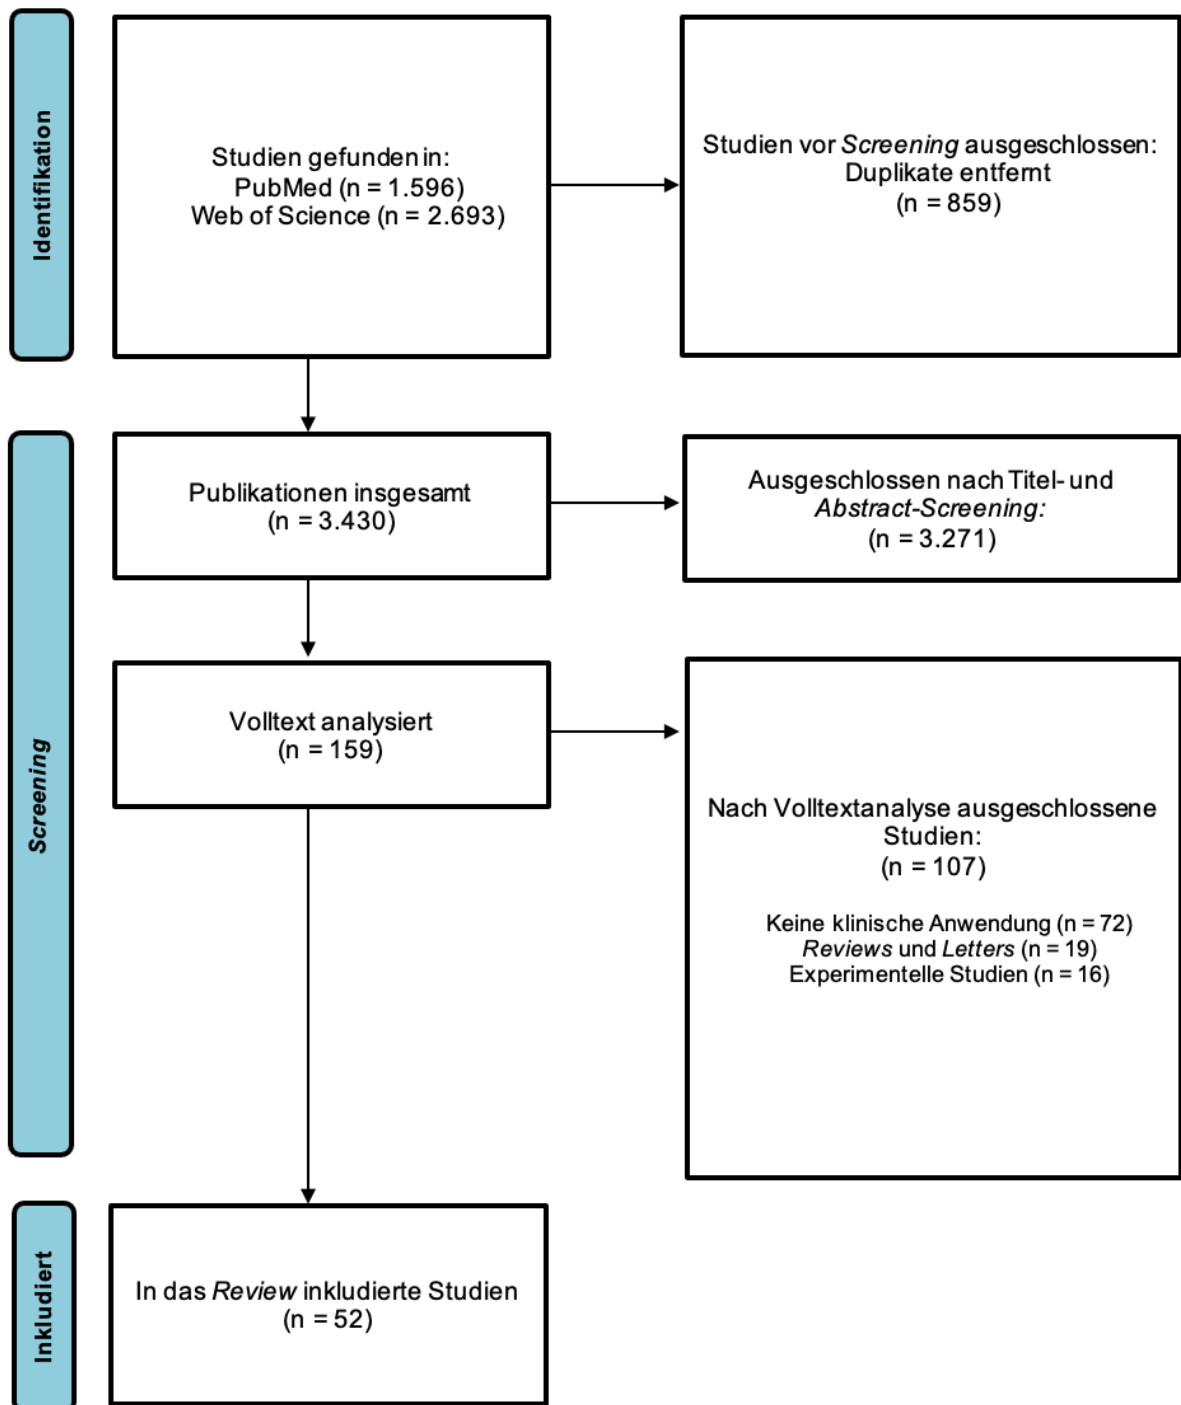 Identifikation
Studien gefunden in:
PubMed (n = 1.596)
Web of Science (n = 2.693)
Studien vor Screening ausgeschlossen:
Duplikate entfernt
(n = 859)
Screening
Publikationen insgesamt
(n = 3.430)
Ausgeschlossen nach Titel- und
Abstract-Screening:
(n = 3.271)
Volltext analysiert
(n = 159)
Nach Volltextanalyse ausgeschlossene
Studien:
(n = 107)
Keine klinische Anwendung (n = 72)
Reviews und Letters (n = 19)
Experimentelle Studien (n = 16)
Inkludiert
In das Review inkludierte Studien
(n = 52)